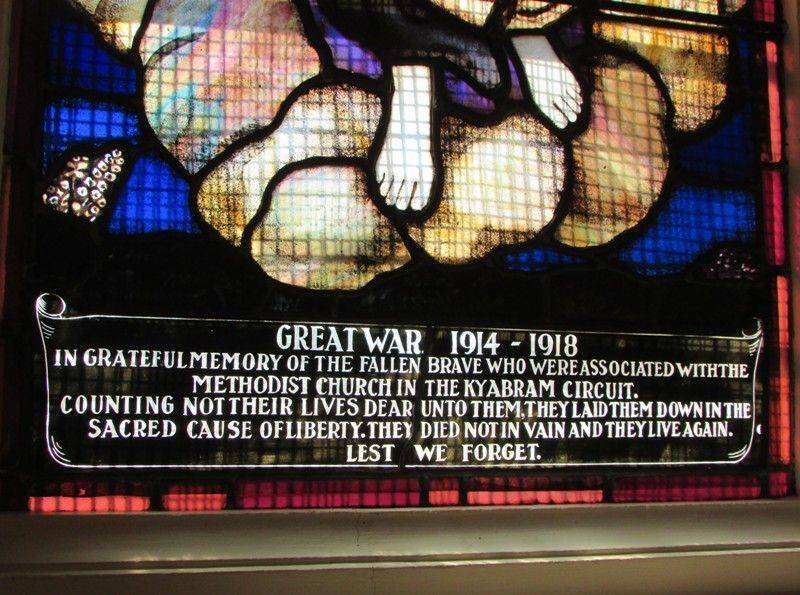 GREAT WAR. 1914 - 1918
IN GRATEFUL MEMORY OF THE FALLEN BRAVE WHO WERE ASSOCIATED WITH THE
METHODIST CHURCH IN THE KYABRAM CIRCUIT.
COUNTING NOT THEIR LIVES DEAR UNTO THEM, THEY LAID THEM DOWN IN THE
SACRED CAUSE OF LIBERTY. THEY DIED NOT IN VAIN AND THEY LIVE AGAIN.
LEST WE FORGET.